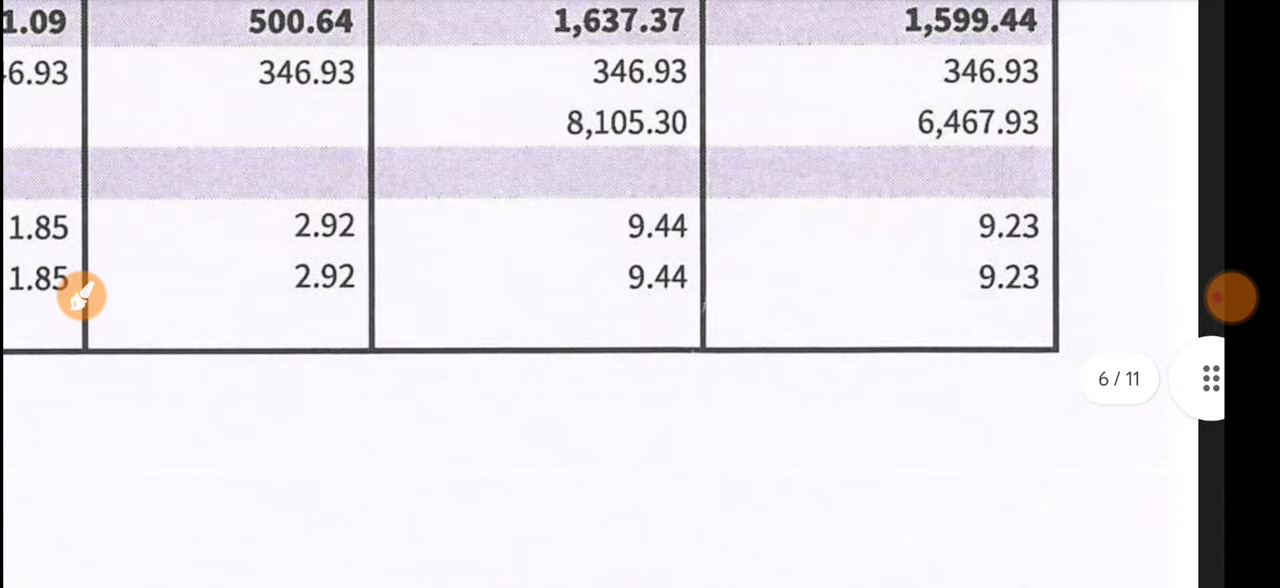 1.09 500.64 1,637.37 1,599.44
6.93 346.93 346.93 346.93
8,105.30 6,467.93
1.85 2.92 9.44 9.23
1.85 2.92 9.44 9.23
6 / 11